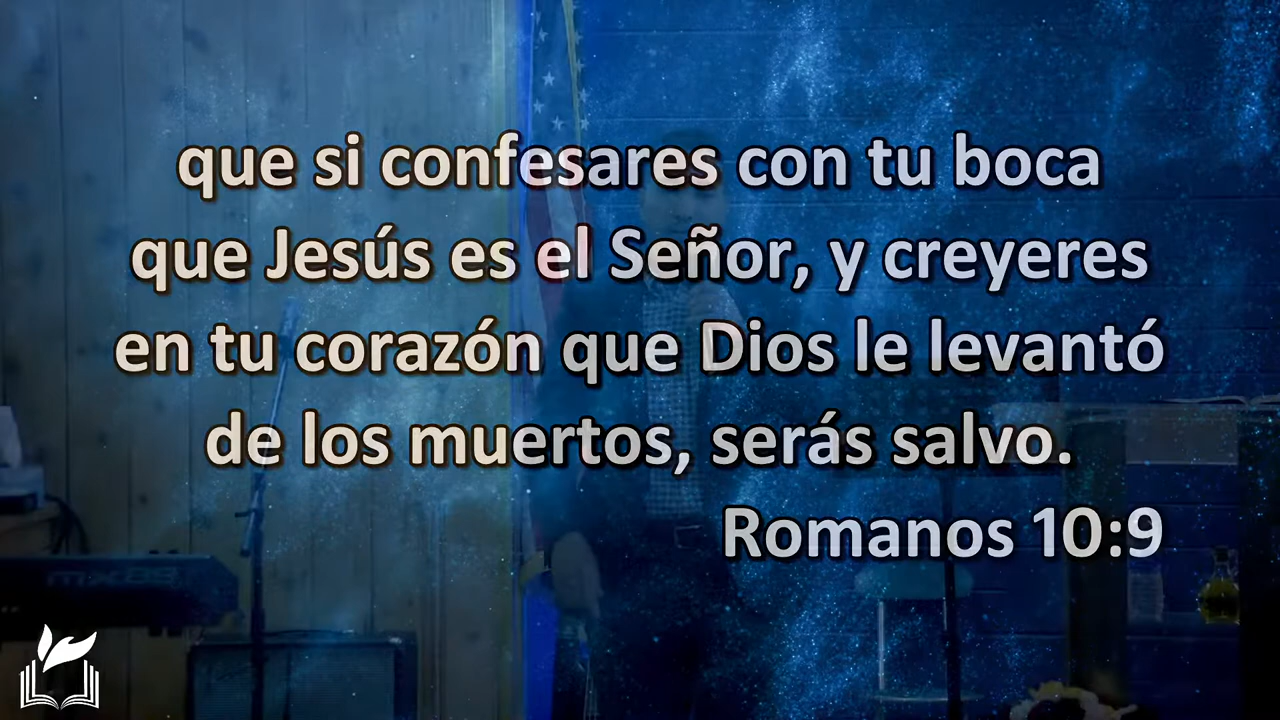 que si confesares con tu boca
que Jesús es el Señor, y creyeres
en tu corazón que Dios le levantó
de los muertos, serás salvo.
Romanos 10:9